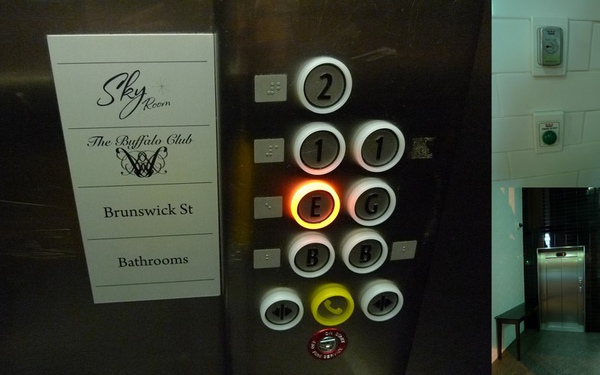 Sky
Room
The Buffalo Club
Brunswick St
Bathrooms
2
1 1
E G
B B